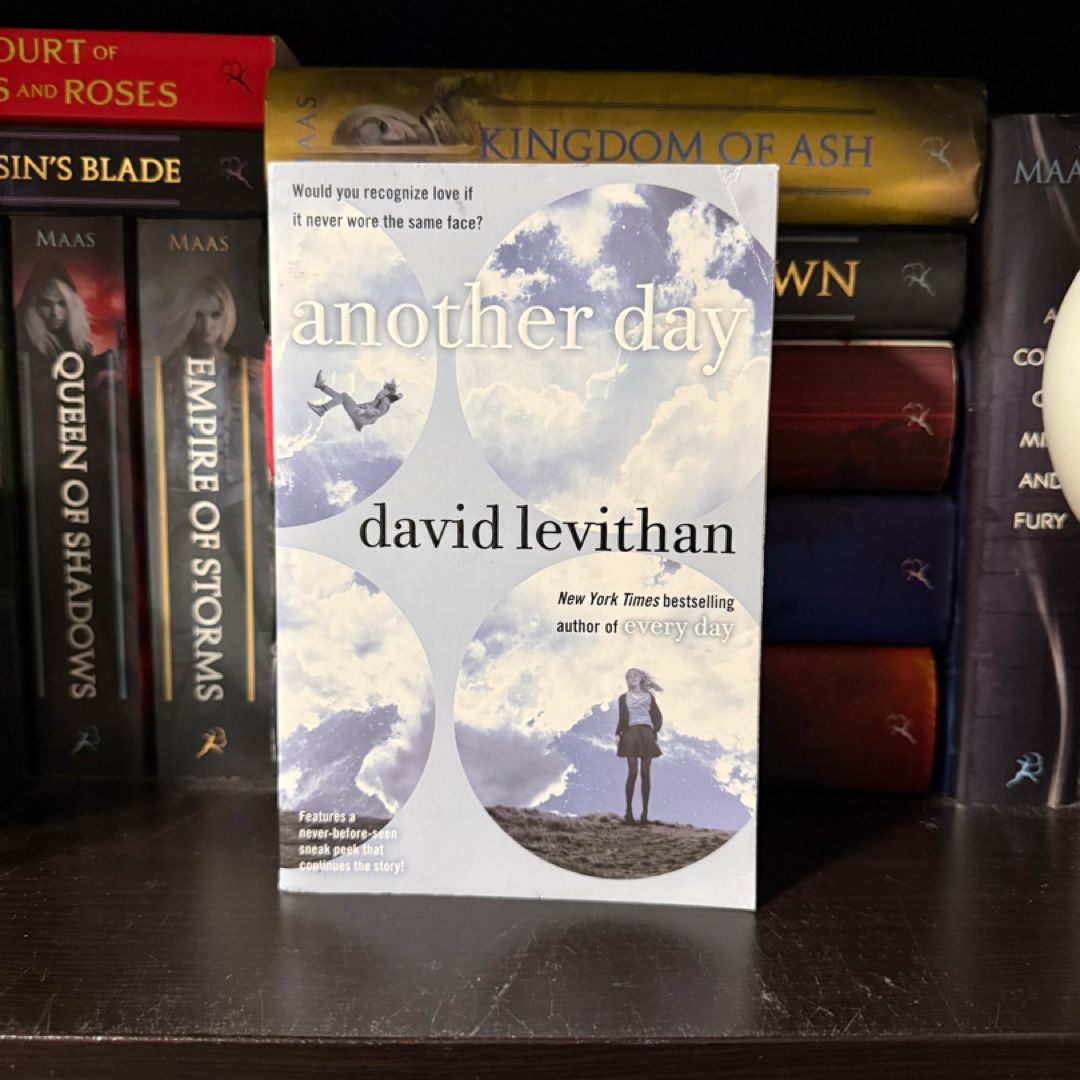 OURT OF
S AND ROSES
SIN'S BLADE
MAAS
QUEEN OF SHADOWS
MAAS
EMPIRE OF STORMS
MAAS
KINGDOM OF ASH
WN
Would you recognize love if
it never wore the same face?
another day
david levithan
New York Times bestselling
author of every day
Features a
never-before-seen
sneak peek that
continues the story!
MAA
A
CO
MI
AND
FURY